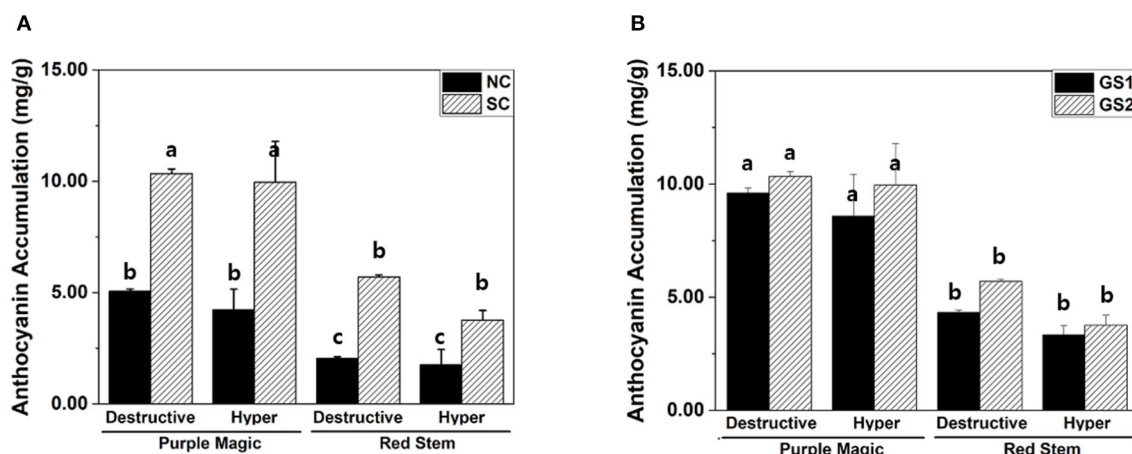 A
Anthocyanin Accumulation (mg/g)
15.00
10.00
5.00
0.00
NC
SC
a
a
b
b
b
b
c
c
Destructive Hyper Destructive Hyper
Purple Magic Red Stem
B
Anthocyanin Accumulation (mg/g)
15.00
10.00
5.00
0.00
GS1
GS2
a
a
a
a
b
b
b
b
Destructive Hyper Destructive Hyper
Purple Magic Red Stem